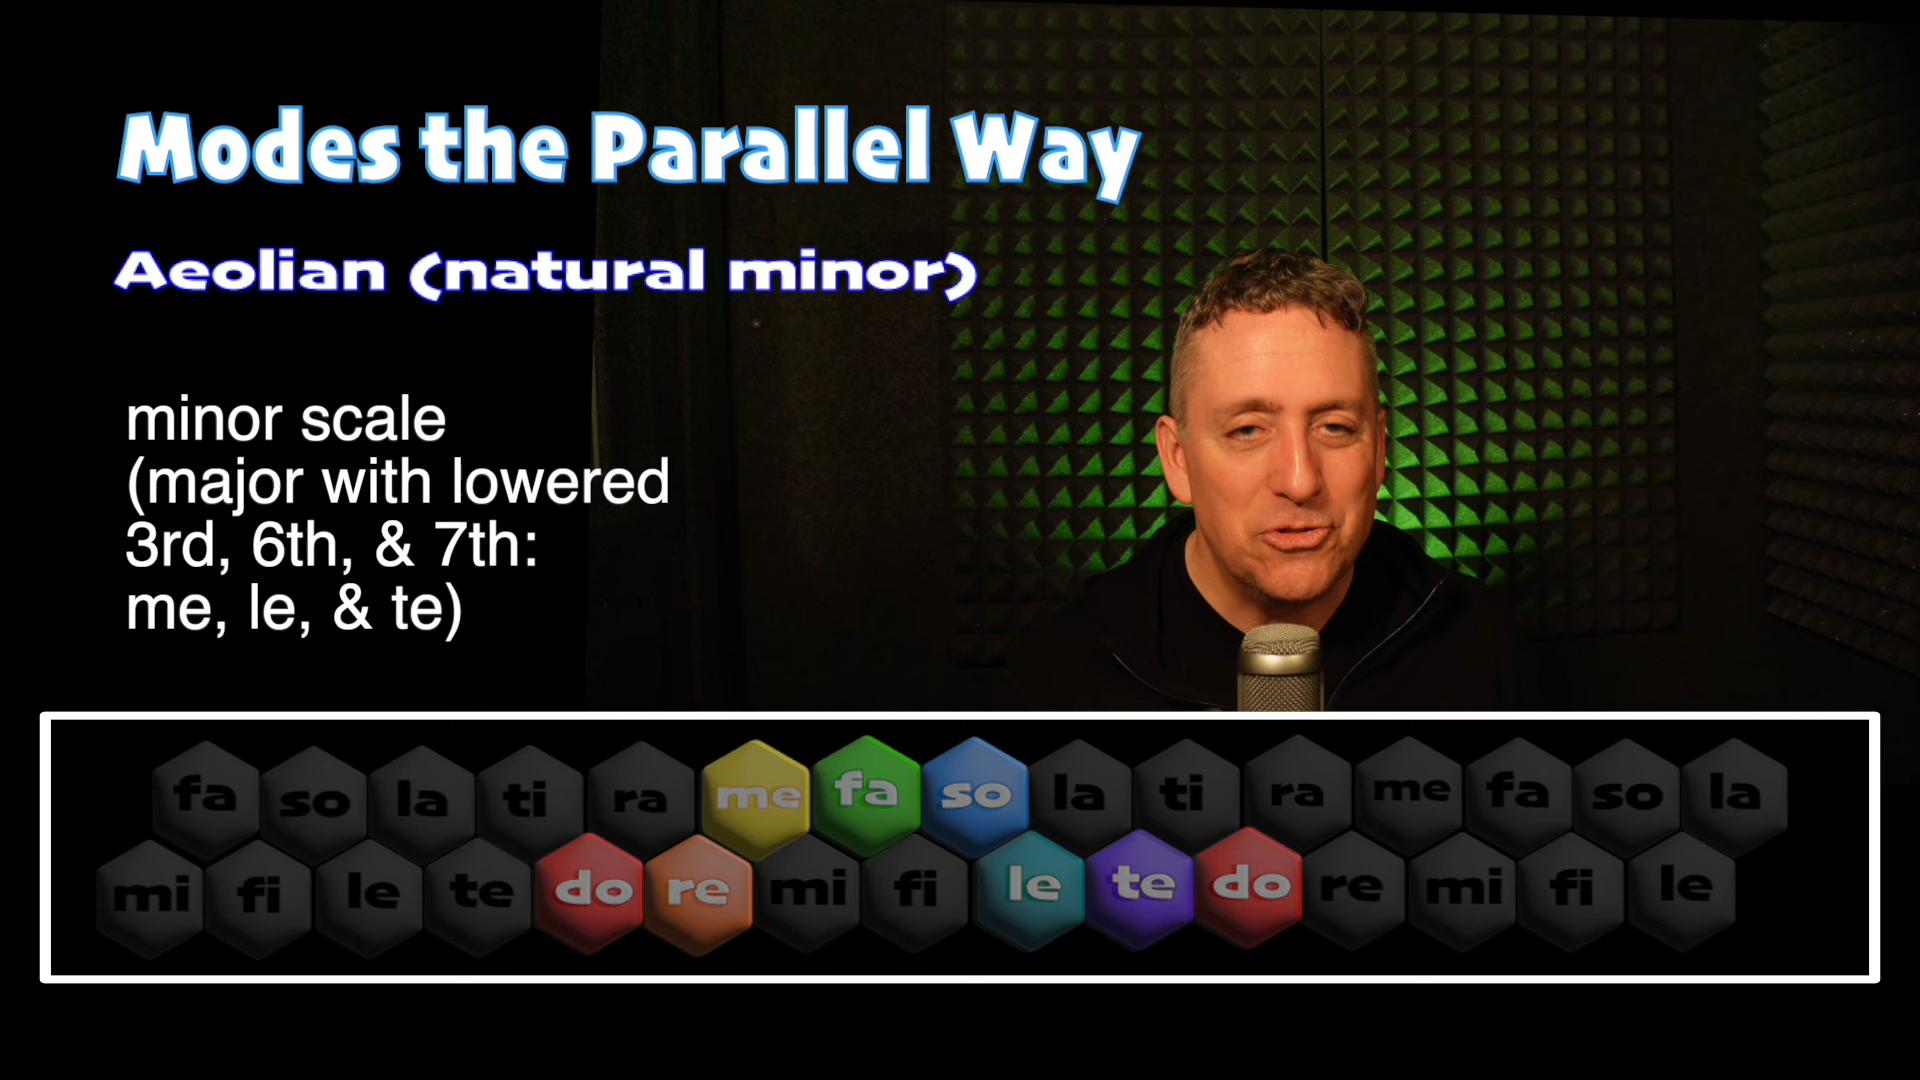 Modes the Parallel Way
Aeolian (natural minor)
minor scale
(major with lowered
3rd, 6th, & 7th:
me, le, & te)
fa so la ti ra me fa so la ti ra me fa so la
mi fi le te do re mi fi le te do re mi fi le